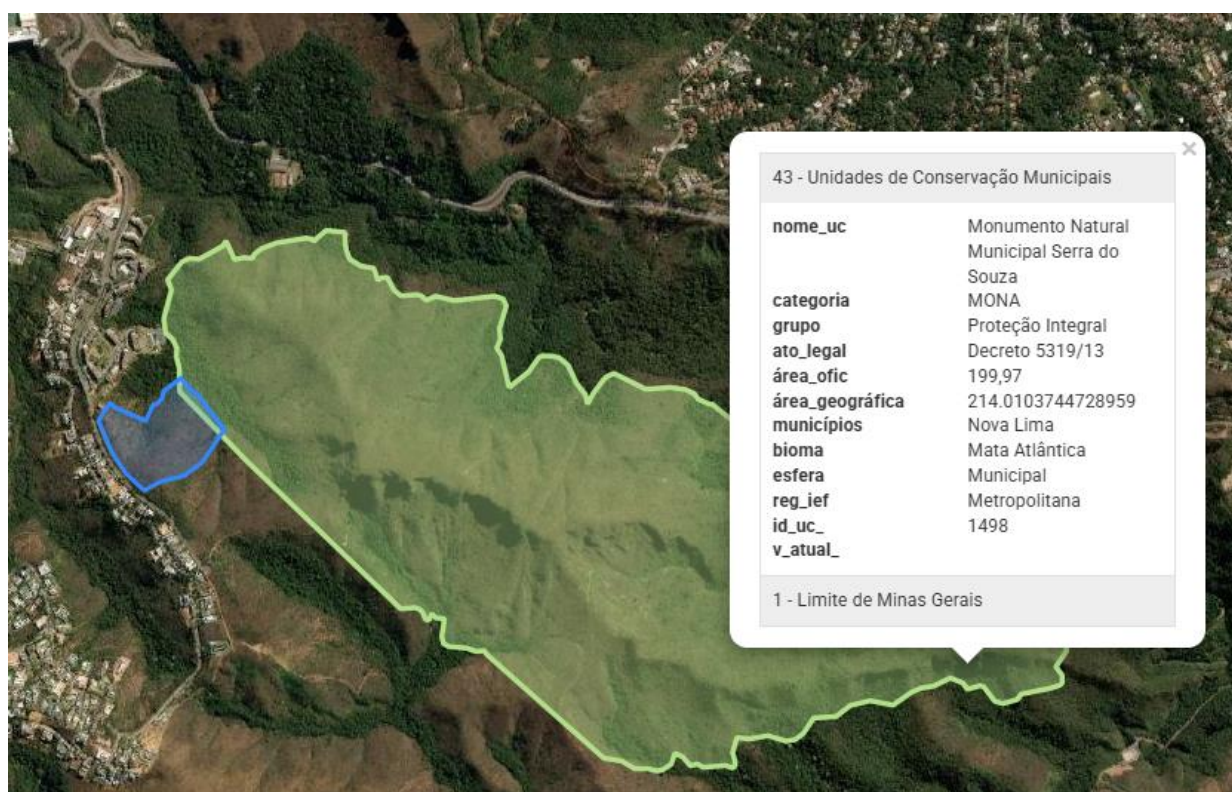 ×
43 - Unidades de Conservação Municipais
nome_uc Monumento Natural
Municipal Serra do
Souza
categoria MONA
grupo Proteção Integral
ato_legal Decreto 5319/13
área_ofic 199,97
área_geográfica 214.0103744728959
municípios Nova Lima
bioma Mata Atlântica
esfera Municipal
reg_ief Metropolitana
id_uc_ 1498
v_atual_
1 - Limite de Minas Gerais